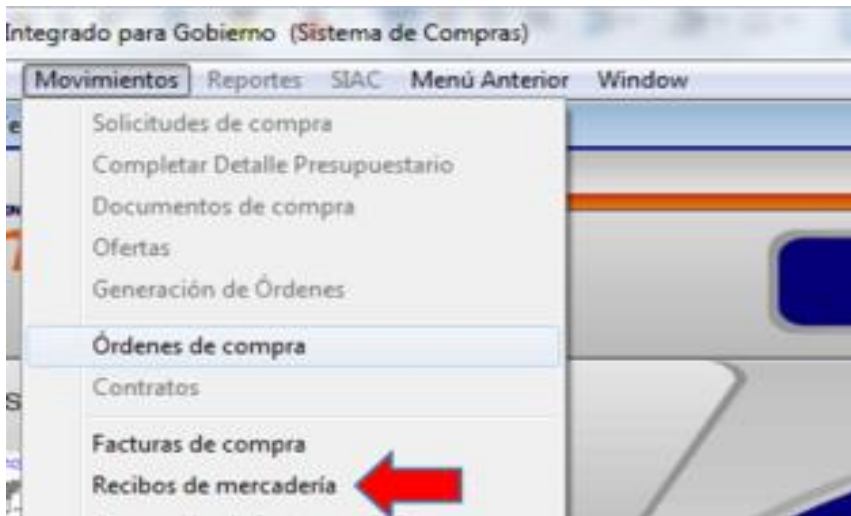 Integrado para Gobierno (Sistema de Compras)
Movimientos Reportes SIAC Menú Anterior Window
Solicitudes de compra
Completar Detalle Presupuestario
Documentos de compra
Ofertas
Generación de Órdenes
Órdenes de compra
Contratos
Facturas de compra
Recibos de mercadería